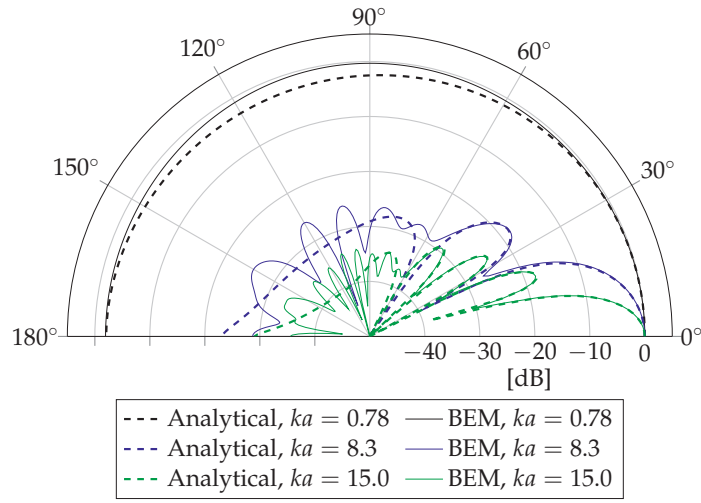 90°
120°
60°
150°
30°
180°
0°
−40 −30 −20 −10 0
[dB]
Analytical, ka = 0.78 BEM, ka = 0.78
Analytical, ka = 8.3 BEM, ka = 8.3
Analytical, ka = 15.0 BEM, ka = 15.0